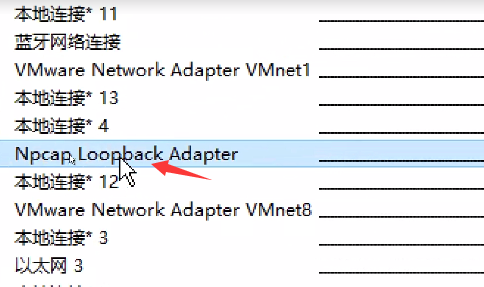 本地连接* 11
蓝牙网络连接
VMware Network Adapter VMnet1
本地连接* 13
本地连接* 4
Npcap Loopback Adapter
本地连接* 12
VMware Network Adapter VMnet8
本地连接* 3
以太网 3